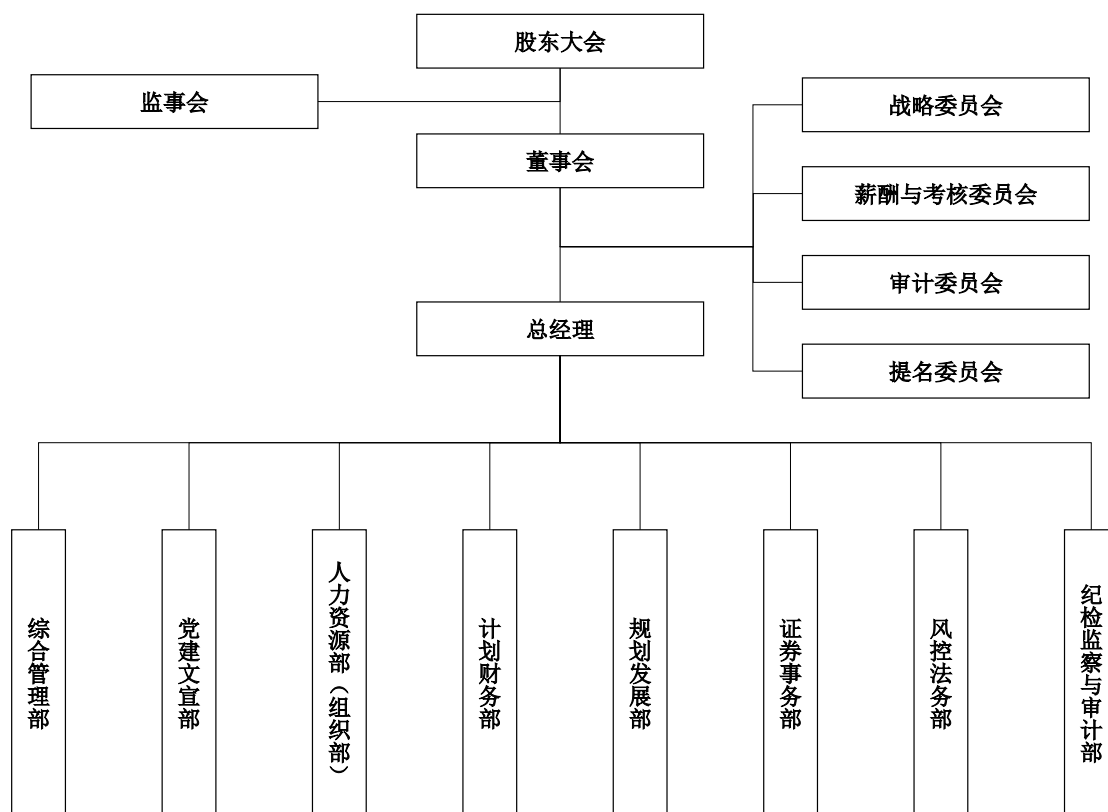 股东大会
监事会
董事会
战略委员会
薪酬与考核委员会
审计委员会
提名委员会
总经理
综合管理部
党建文宣部
人力资源部（组织部）
计划财务部
规划发展部
证券事务部
风控法务部
纪检监察与审计部